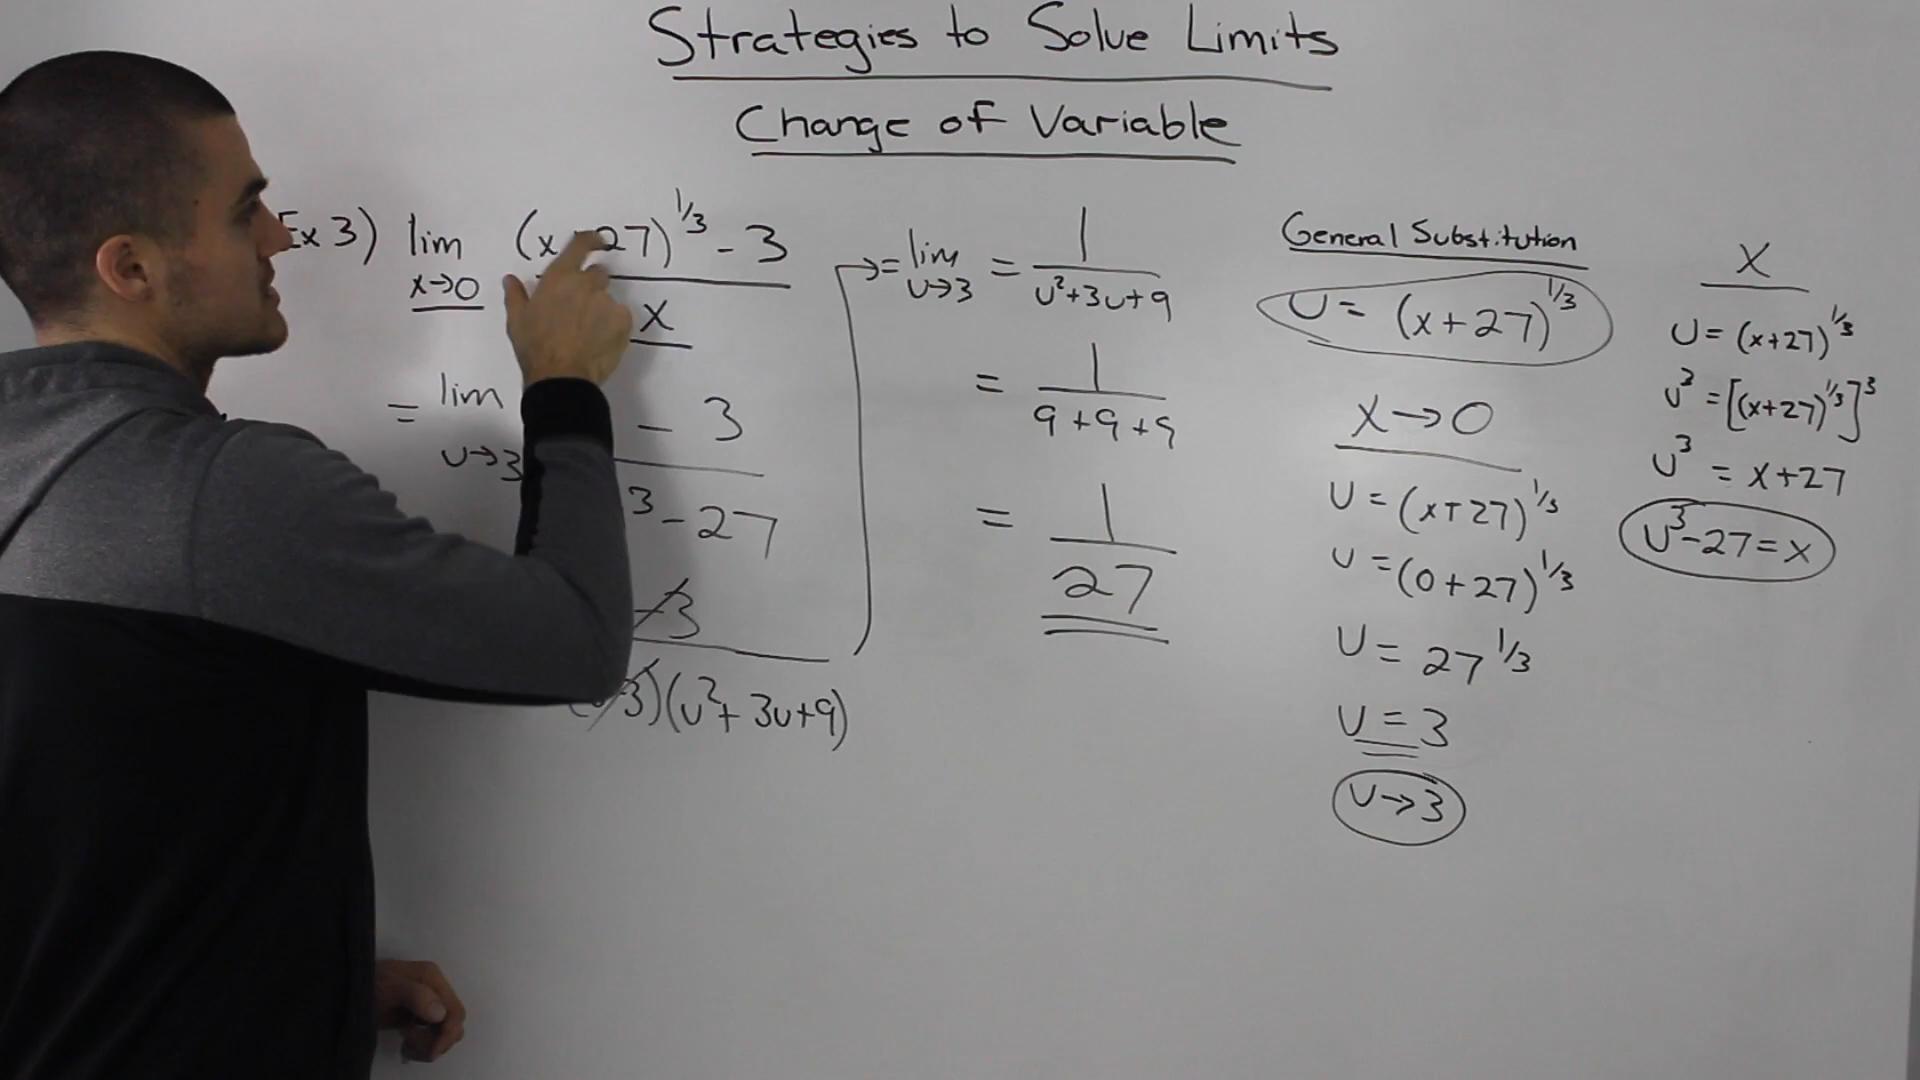 Strategies to Solve Limits
Change of Variable
Ex 3) lim x→0 (x 27)^1/3 - 3
x
= lim u→3 - 3
3 - 27
-3
3)(u²+3u+9)
→ = lim u→3 = 1
u²+3u+9
= 1
9+9+9
= 1
27
General Substitution
U = (x+27)^1/3
x→0
U = (x+27)^1/3
U = (0+27)^1/3
U = 27^1/3
U = 3
U→3
x
U = (x+27)^1/3
U³ = [(x+27)^1/3]³
U³ = x+27
U³-27=x